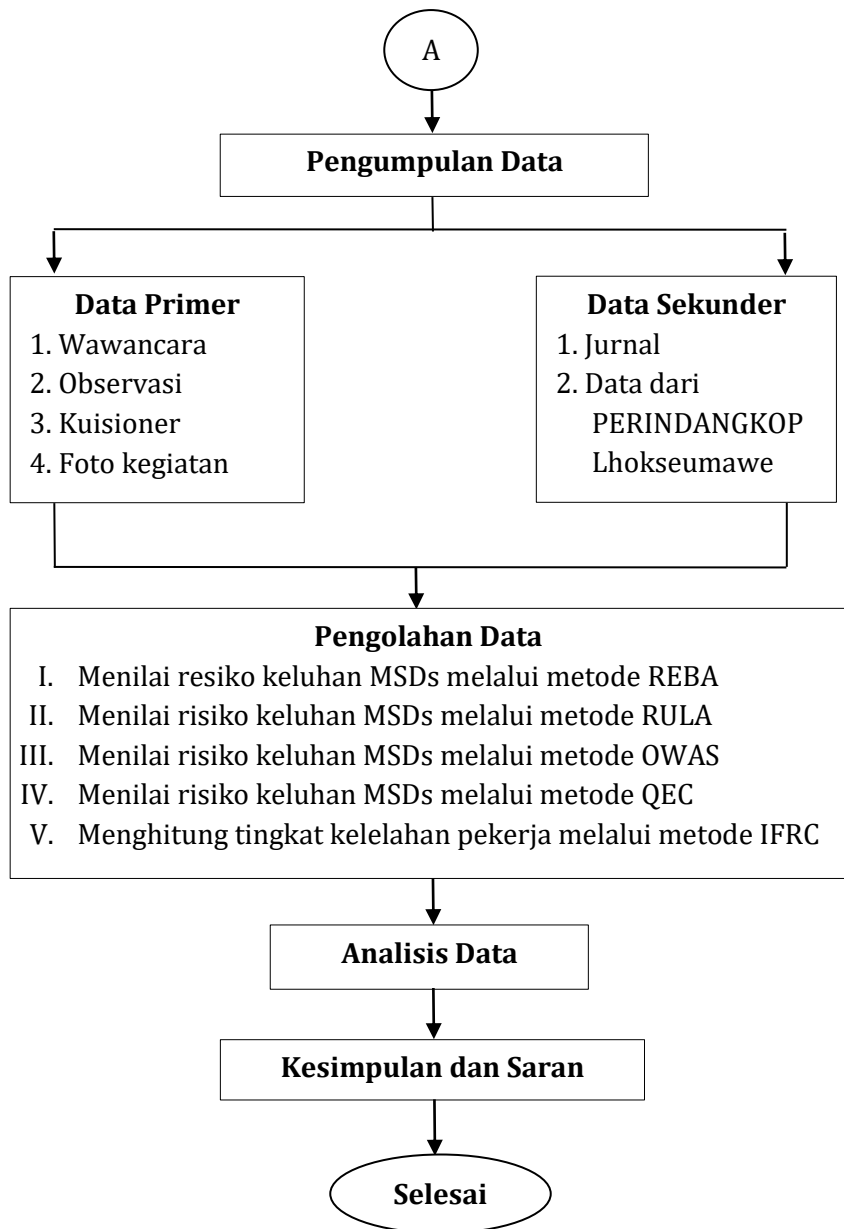 A
Pengumpulan Data
Data Primer
1. Wawancara
2. Observasi
3. Kuisioner
4. Foto kegiatan
Data Sekunder
1. Jurnal
2. Data dari
PERINDANGKOP
Lhokseumawe
Pengolahan Data
I. Menilai resiko keluhan MSDs melalui metode REBA
II. Menilai risiko keluhan MSDs melalui metode RULA
III. Menilai risiko keluhan MSDs melalui metode OWAS
IV. Menilai risiko keluhan MSDs melalui metode QEC
V. Menghitung tingkat kelelahan pekerja melalui metode IFRC
Analisis Data
Kesimpulan dan Saran
Selesai